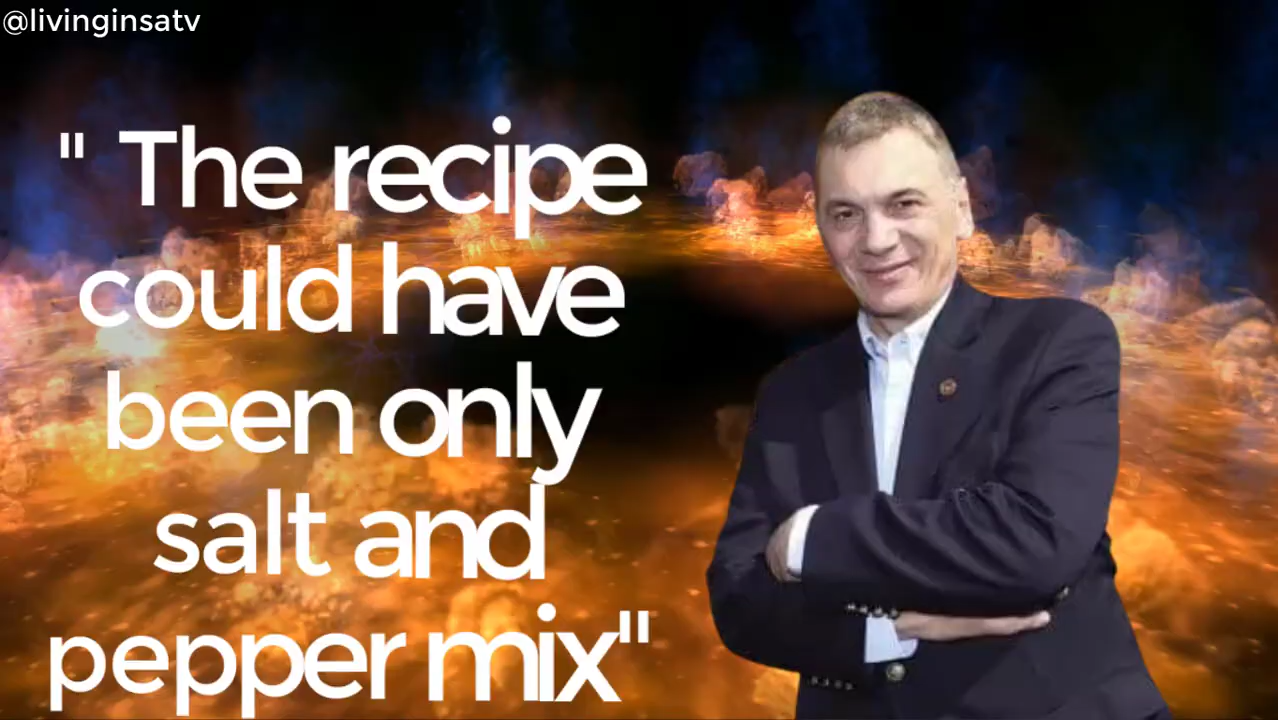 @livinginsatv
" The recipe
could have
been only
salt and
pepper mix"